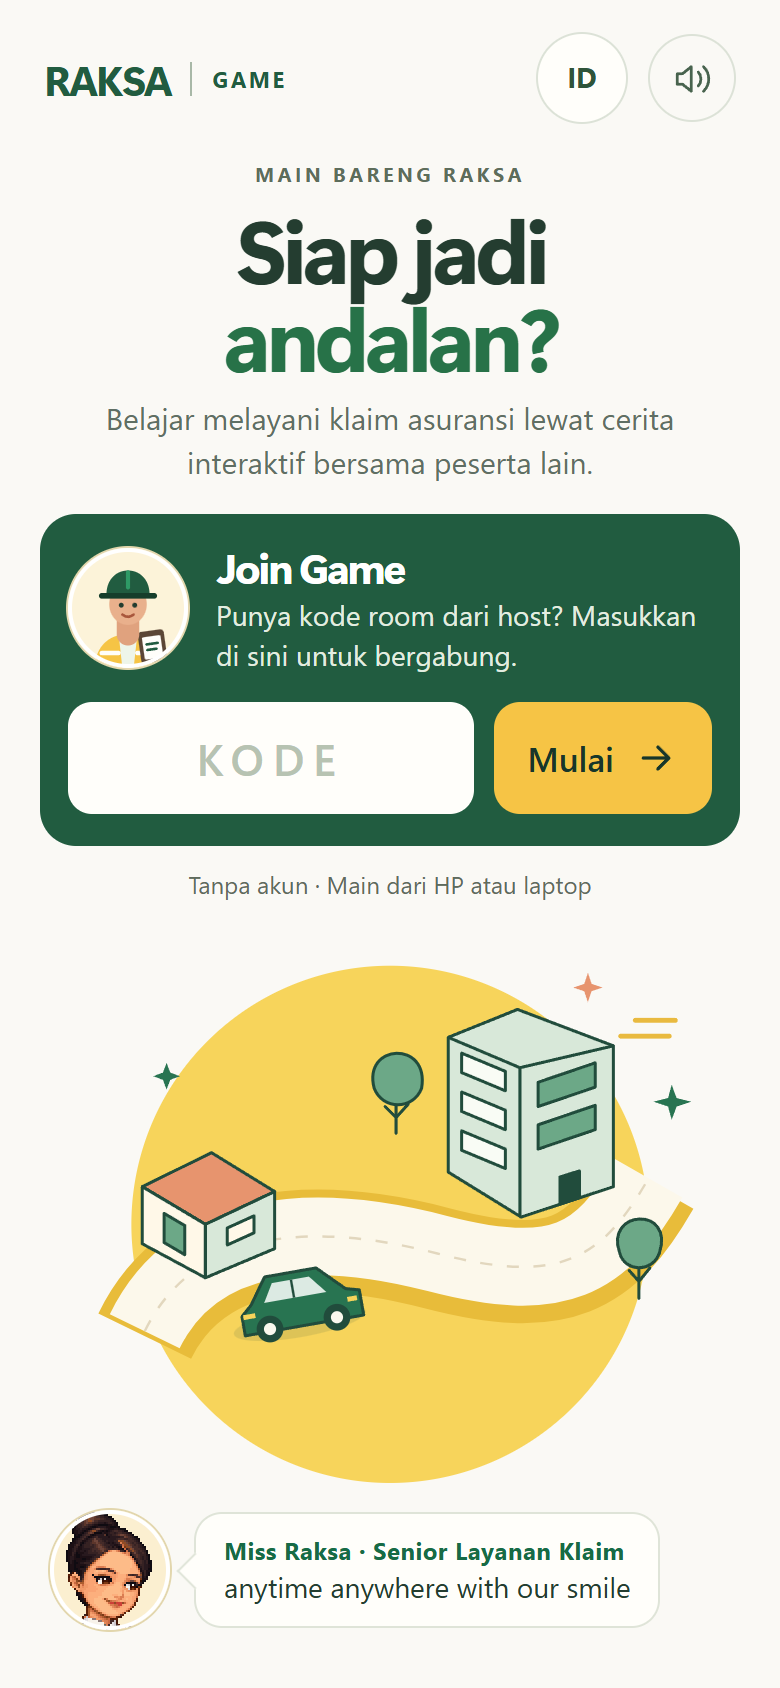 RAKSA
GAME
ID
MAIN BARENG RAKSA
Siap jadi
andalan?
Belajar melayani klaim asuransi lewat cerita
interaktif bersama peserta lain.
Join Game
Punya kode room dari host? Masukkan
di sini untuk bergabung.
KODE
Mulai
Tanpa akun · Main dari HP atau laptop
Miss Raksa · Senior Layanan Klaim
anytime anywhere with our smile